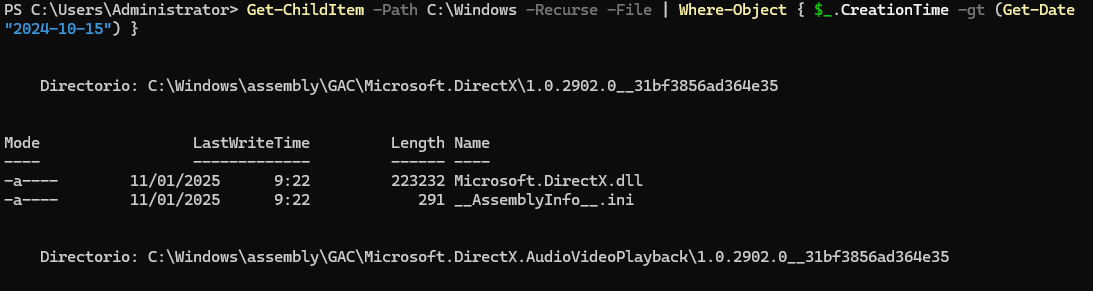 PS C:\Users\Administrator> Get-ChildItem -Path C:\Windows -Recurse -File | Where-Object { $_.CreationTime -gt (Get-Date
"2024-10-15") }
Directorio: C:\Windows\assembly\GAC\Microsoft.DirectX\1.0.2902.0__31bf3856ad364e35
Mode LastWriteTime Length Name
---- ------------- ------ ----
-a---- 11/01/2025 9:22 223232 Microsoft.DirectX.dll
-a---- 11/01/2025 9:22 291 __AssemblyInfo__.ini
Directorio: C:\Windows\assembly\GAC\Microsoft.DirectX.AudioVideoPlayback\1.0.2902.0__31bf3856ad364e35